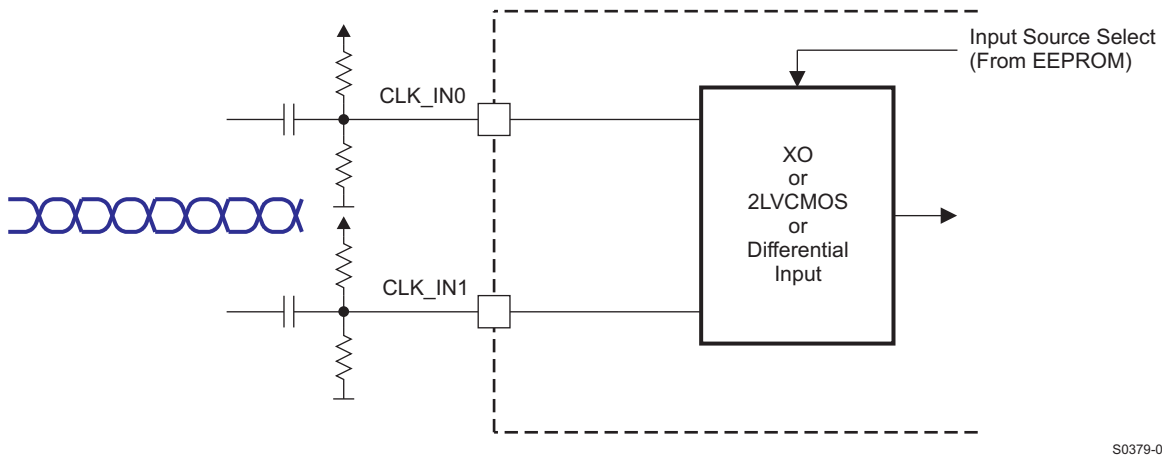 Input Source Select
(From EEPROM)
CLK_IN0
XO
or
2LVCMOS
or
Differential
Input
CLK_IN1
S0379-0